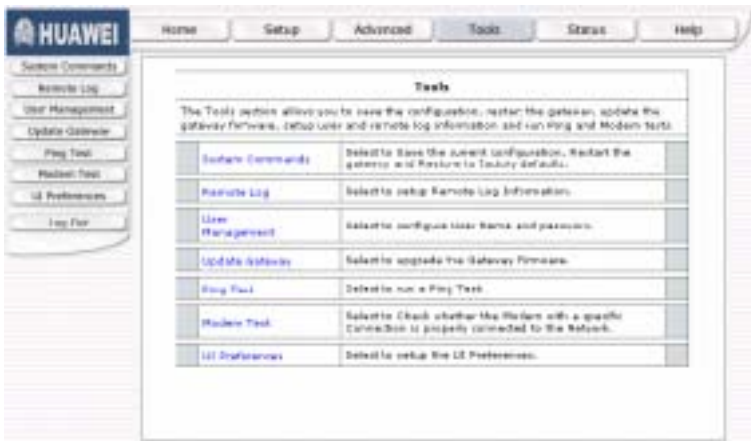 HUAWEI
Home
Setup
Advanced
Tools
Status
Help
System Commands
Remote Log
User Management
Update Gateway
Ping Test
Modem Test
UI Preferences
Log Out
Tools
The Tools section allows you to save the configuration, restart the gateway, update the
gateway firmware, setup user and remote log information and run Ping and Modem tests
System Commands
Select to Save the current configuration, Restart the
gateway and Restore to factory defaults.
Remote Log
Select to setup Remote Log Information.
User
Management
Select to configure User Name and password.
Update Gateway
Select to upgrade the Gateway Firmware.
Ping Test
Select to run a Ping Test
Modem Test
Select to Check whether the Modem with a specific
Connection is properly connected to the Network.
UI Preferences
Select to setup the UI Preferences.